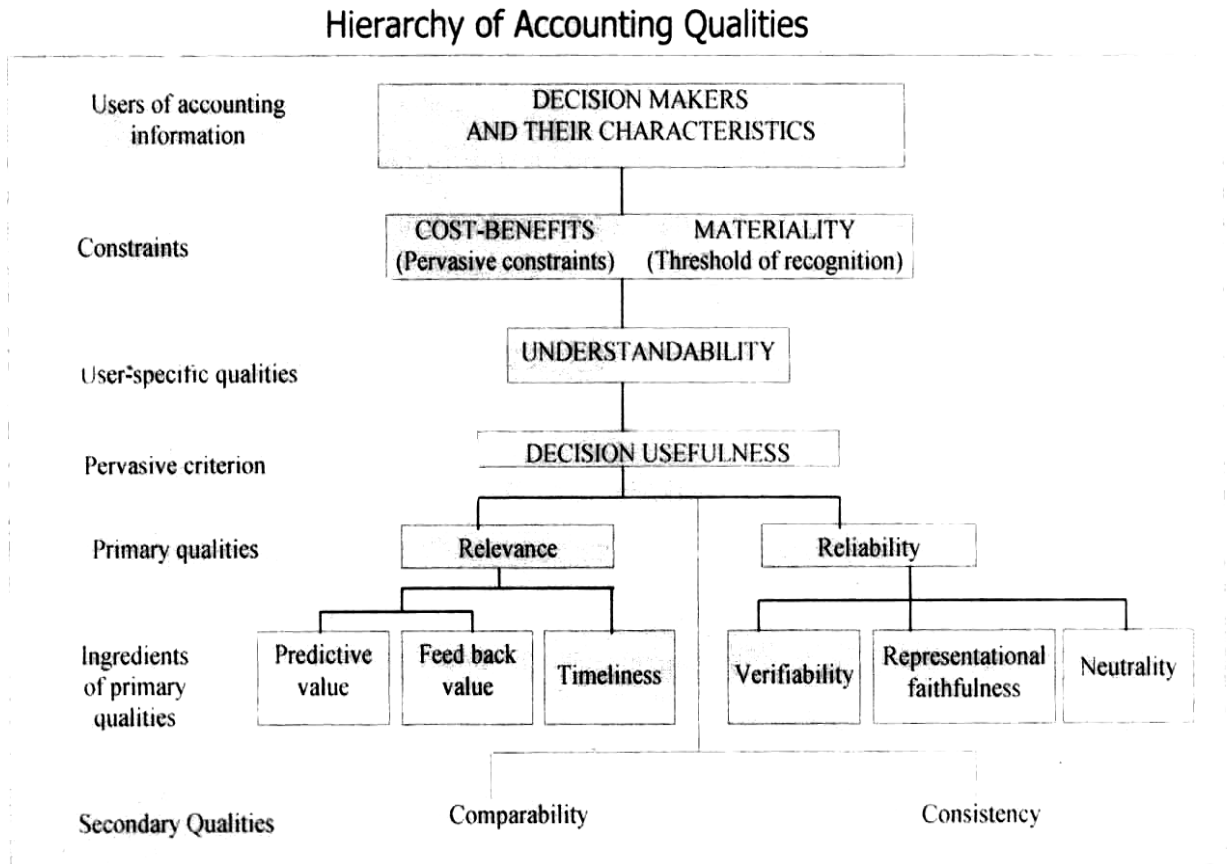 Hierarchy of Accounting Qualities
Users of accounting
information
DECISION MAKERS
AND THEIR CHARACTERISTICS
Constraints
COST-BENEFITS
(Pervasive constraints)
MATERIALITY
(Threshold of recognition)
User-specific qualities
UNDERSTANDABILITY
Pervasive criterion
DECISION USEFULNESS
Primary qualities
Relevance
Reliability
Ingredients
of primary
qualities
Predictive
value
Feed back
value
Timeliness
Verifiability
Representational
faithfulness
Neutrality
Secondary Qualities
Comparability
Consistency